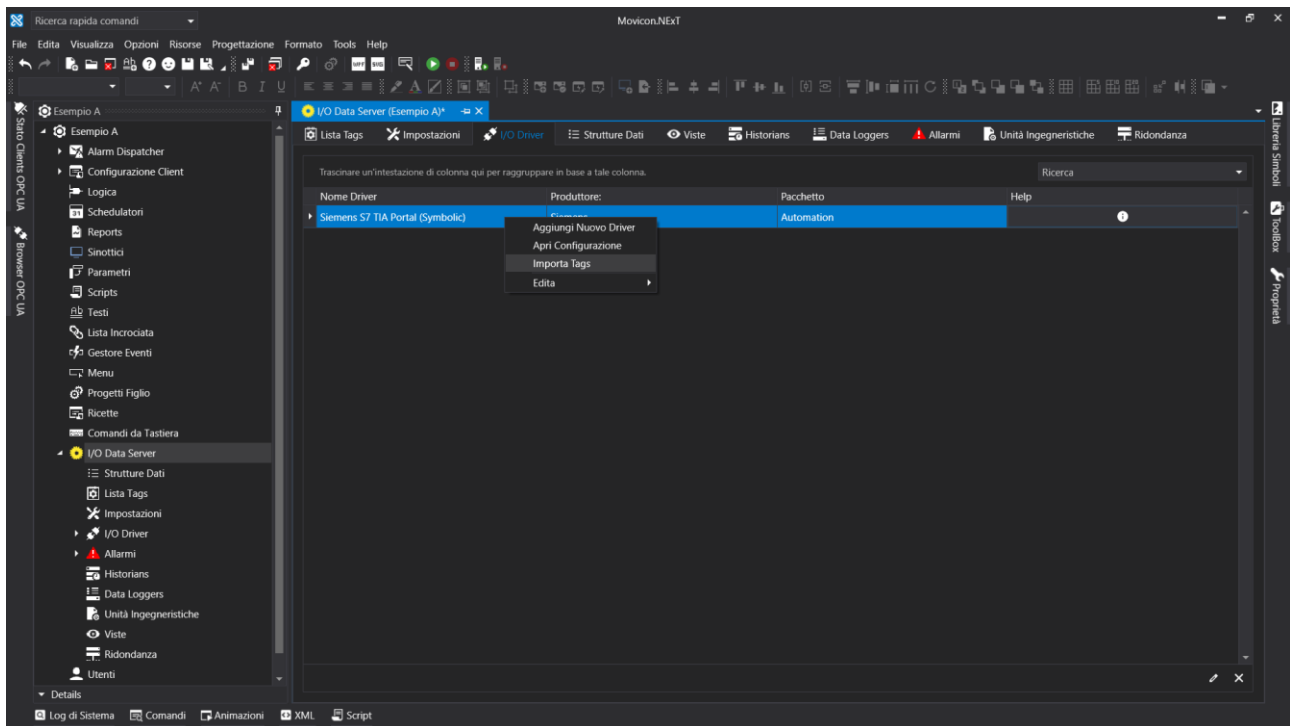 Ricerca rapida comandi
Movicon.NExT
File Edita Visualizza Opzioni Risorse Progettazione Formato Tools Help
Esempio A
I/O Data Server (Esempio A)*
Esempio A
Alarm Dispatcher
Configurazione Client
Logica
Schedulatori
Reports
Sinottici
Parametri
Scripts
Testi
Lista Incrociata
Gestore Eventi
Menu
Progetti Figlio
Ricette
Comandi da Tastiera
I/O Data Server
Strutture Dati
Lista Tags
Impostazioni
I/O Driver
Allarmi
Historians
Data Loggers
Unità Ingegneristiche
Viste
Ridondanza
Utenti
Details
Lista Tags Impostazioni I/O Driver Strutture Dati Viste Historians Data Loggers Allarmi Unità Ingegneristiche Ridondanza
Trascinare un'intestazione di colonna qui per raggruppare in base a tale colonna.
Ricerca
Nome Driver Produttore: Pacchetto Help
Siemens S7 TIA Portal (Symbolic) Siemens Automation
Aggiungi Nuovo Driver
Apri Configurazione
Importa Tags
Edita
Stato Clients OPC UA
Browser OPC UA
Libreria Simboli
ToolBox
Proprietà
Log di Sistema Comandi Animazioni XML Script